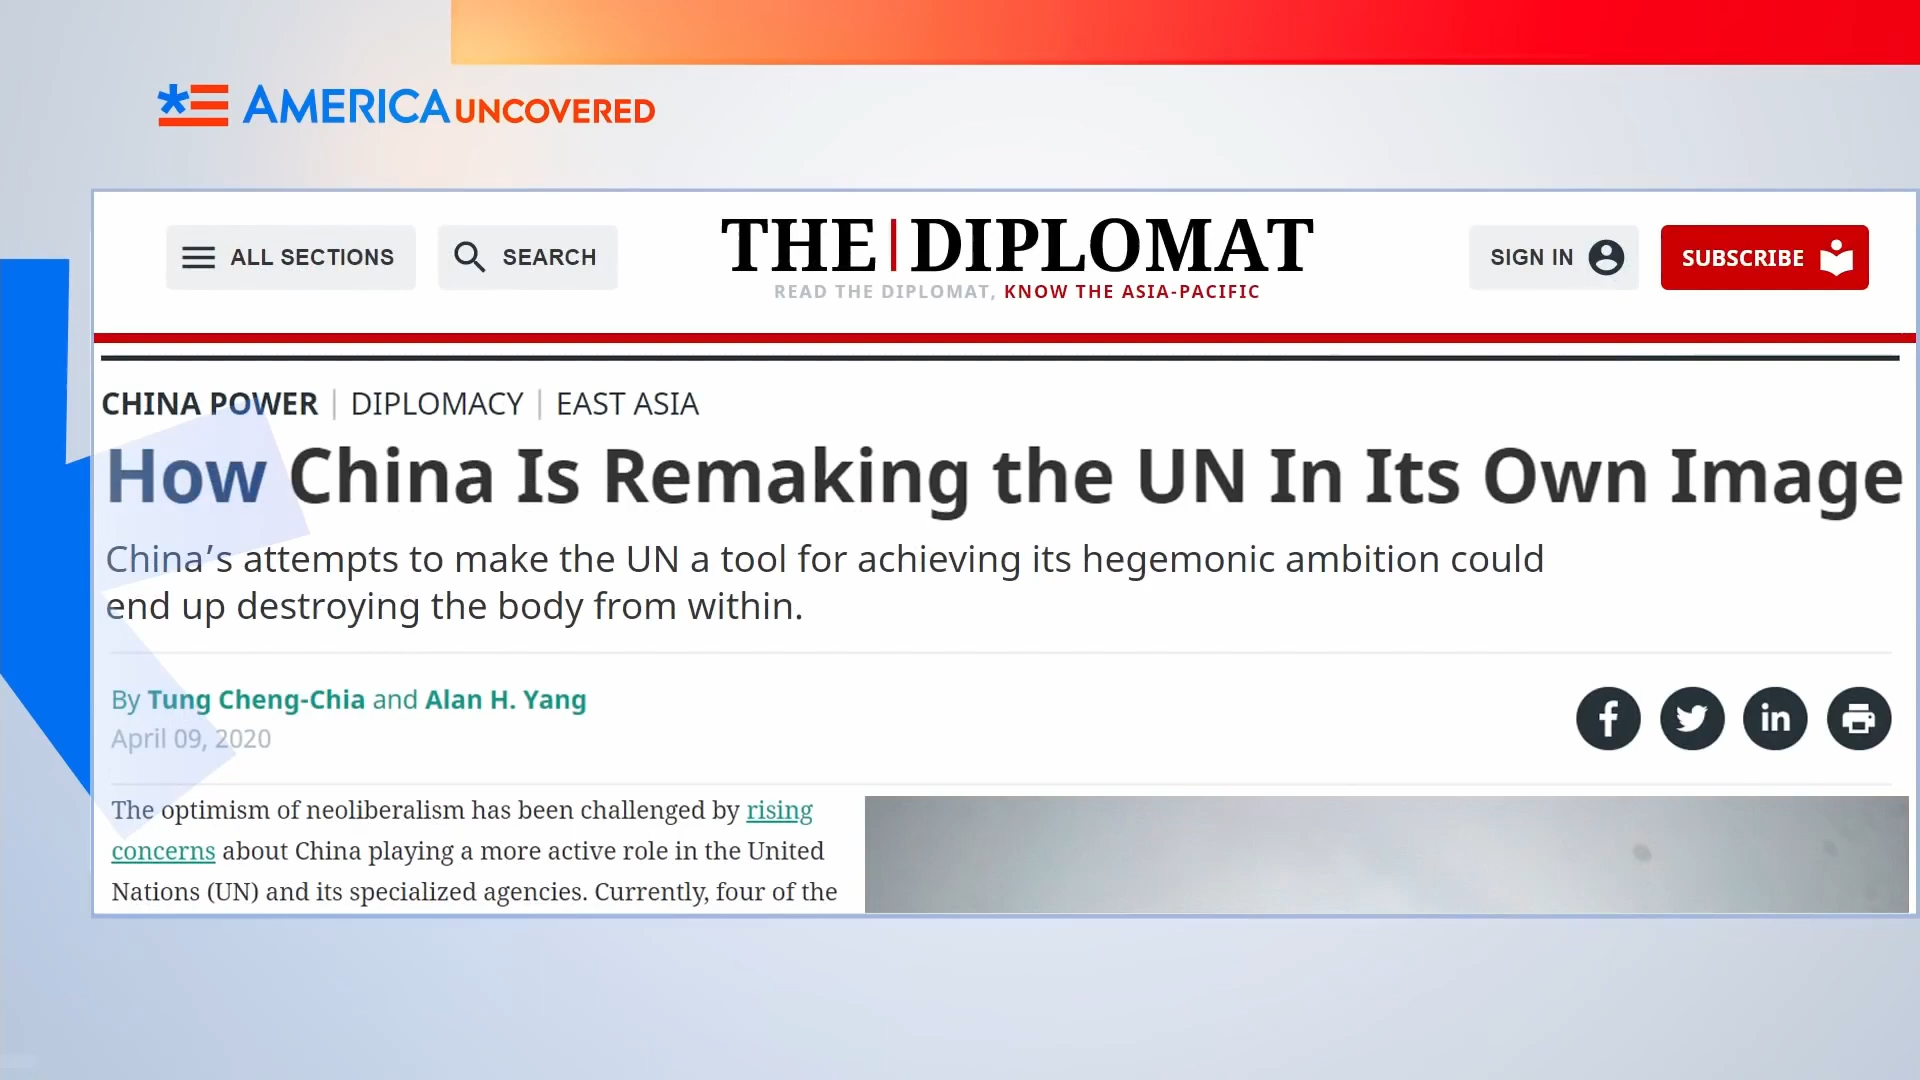 AMERICA UNCOVERED
ALL SECTIONS
SEARCH
THE|DIPLOMAT
READ THE DIPLOMAT, KNOW THE ASIA-PACIFIC
SIGN IN
SUBSCRIBE
CHINA POWER | DIPLOMACY | EAST ASIA
How China Is Remaking the UN In Its Own Image
China’s attempts to make the UN a tool for achieving its hegemonic ambition could
end up destroying the body from within.
By Tung Cheng-Chia and Alan H. Yang
April 09, 2020
The optimism of neoliberalism has been challenged by rising
concerns about China playing a more active role in the United
Nations (UN) and its specialized agencies. Currently, four of the